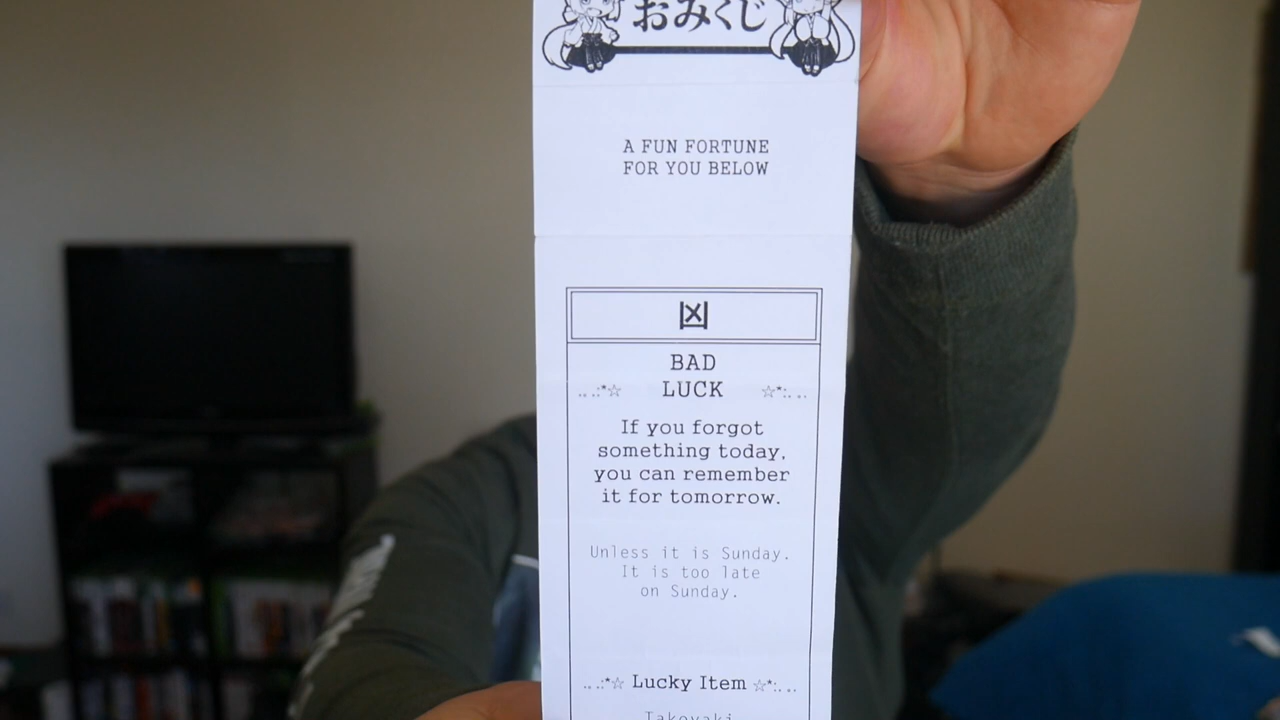 おみくじ
A FUN FORTUNE
FOR YOU BELOW
凶
BAD
LUCK
If you forgot
something today.
you can remember
it for tomorrow.
Unless it is Sunday.
It is too late
on Sunday.
Lucky Item
Takoyaki